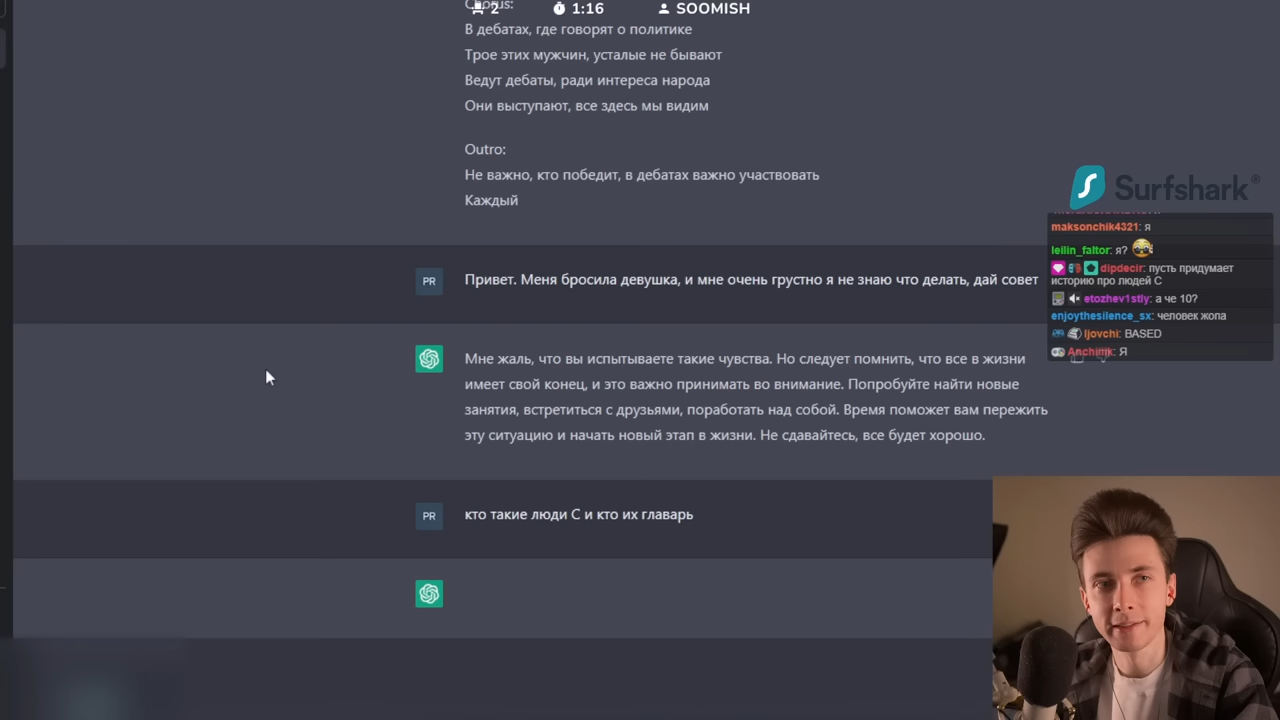 Chorus:
2
1:16
SOOMISH
В дебатах, где говорят о политике
Трое этих мужчин, усталые не бывают
Ведут дебаты, ради интереса народа
Они выступают, все здесь мы видим
Outro:
Не важно, кто победит, в дебатах важно участвовать
Каждый
Surfshark®
PR
Привет. Меня бросила девушка, и мне очень грустно я не знаю что делать, дай совет
maksonchik4321: я
leilin_faltor: я?
dipdecir: пусть придумает
историю про людей С
etozhev1stly: а че 10?
enjoythesilence_sx: человек жопа
ljovchi: BASED
Я
Мне жаль, что вы испытываете такие чувства. Но следует помнить, что все в жизни
имеет свой конец, и это важно принимать во внимание. Попробуйте найти новые
занятия, встретиться с друзьями, поработать над собой. Время поможет вам пережить
эту ситуацию и начать новый этап в жизни. Не сдавайтесь, все будет хорошо.
PR
кто такие люди С и кто их главарь